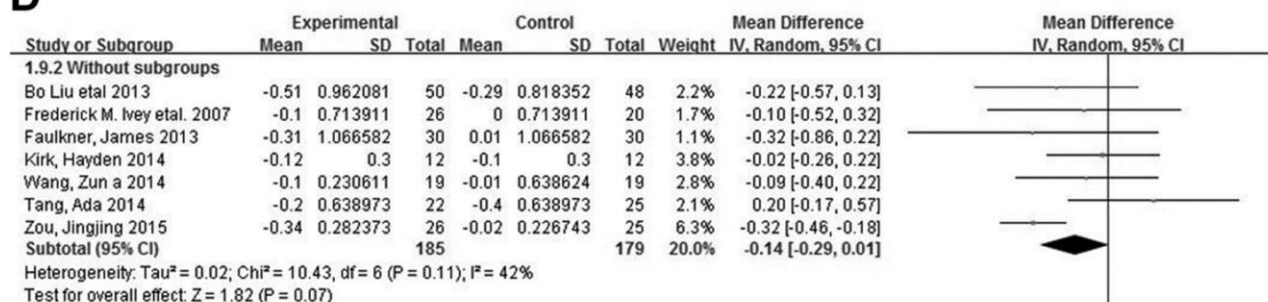 D
Experimental Control Mean Difference Mean Difference
Study or Subgroup Mean SD Total Mean SD Total Weight IV, Random, 95% CI IV, Random, 95% CI
1.9.2 Without subgroups
Bo Liu etal 2013 -0.51 0.962081 50 -0.29 0.818352 48 2.2% -0.22 [-0.57, 0.13]
Frederick M. Ivey etal. 2007 -0.1 0.713911 26 0 0.713911 20 1.7% -0.10 [-0.52, 0.32]
Faulkner, James 2013 -0.31 1.066582 30 0.01 1.066582 30 1.1% -0.32 [-0.86, 0.22]
Kirk, Hayden 2014 -0.12 0.3 12 -0.1 0.3 12 3.8% -0.02 [-0.26, 0.22]
Wang, Zun a 2014 -0.1 0.230611 19 -0.01 0.638624 19 2.8% -0.09 [-0.40, 0.22]
Tang, Ada 2014 -0.2 0.638973 22 -0.4 0.638973 25 2.1% 0.20 [-0.17, 0.57]
Zou, Jingjing 2015 -0.34 0.282373 26 -0.02 0.226743 25 6.3% -0.32 [-0.46, -0.18]
Subtotal (95% CI) 185 179 20.0% -0.14 [-0.29, 0.01]
Heterogeneity: Tau² = 0.02; Chi² = 10.43, df = 6 (P = 0.11); I² = 42%
Test for overall effect: Z = 1.82 (P = 0.07)